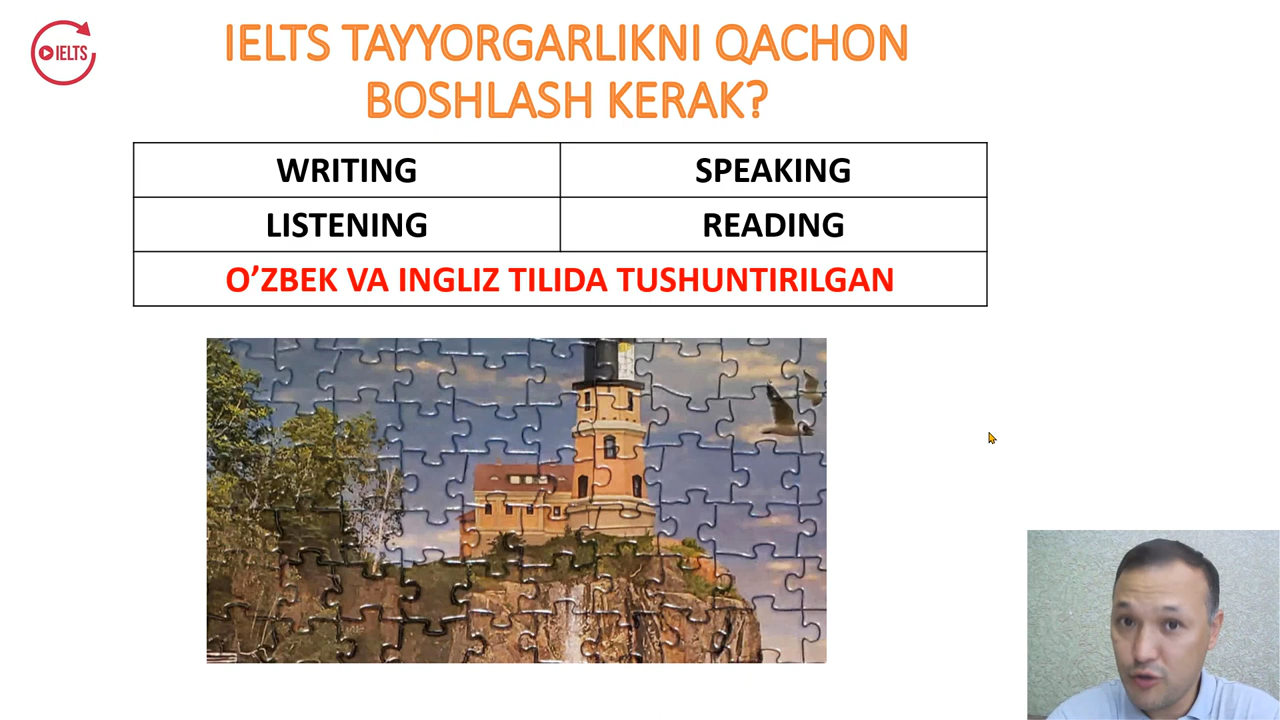 IELTS
IELTS TAYYORGARLIKNI QACHON
BOSHLASH KERAK?
WRITING
SPEAKING
LISTENING
READING
O’ZBEK VA INGLIZ TILIDA TUSHUNTIRILGAN